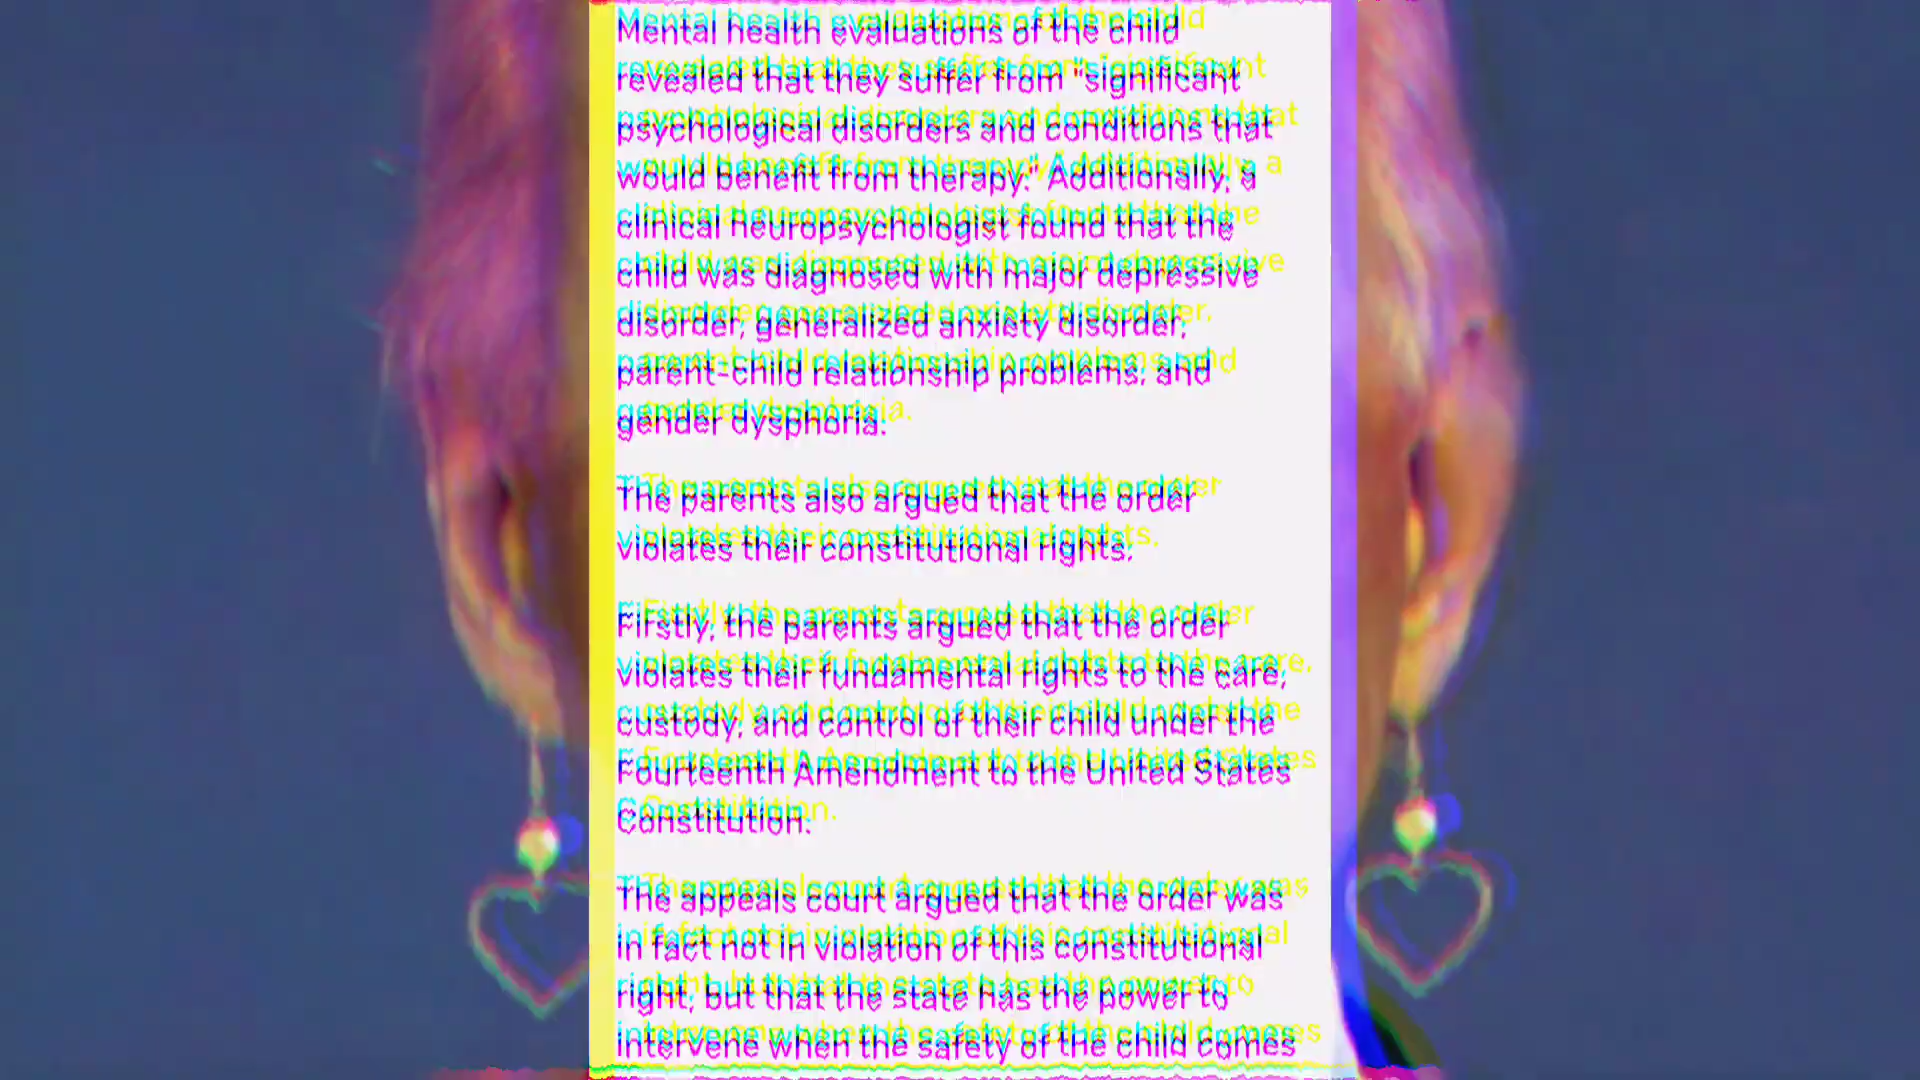 Mental health evaluations of the child
revealed that they suffer from "significant
psychological disorders and conditions that
would benefit from therapy." Additionally, a
clinical neuropsychologist found that the
child was diagnosed with major depressive
disorder, generalized anxiety disorder,
parent-child relationship problems, and
gender dysphoria.
The parents also argued that the order
violates their constitutional rights.
Firstly, the parents argued that the order
violates their fundamental rights to the care,
custody, and control of their child under the
Fourteenth Amendment to the United States
Constitution.
The appeals court argued that the order was
in fact not in violation of this constitutional
right, but that the state has the power to
intervene when the safety of the child comes